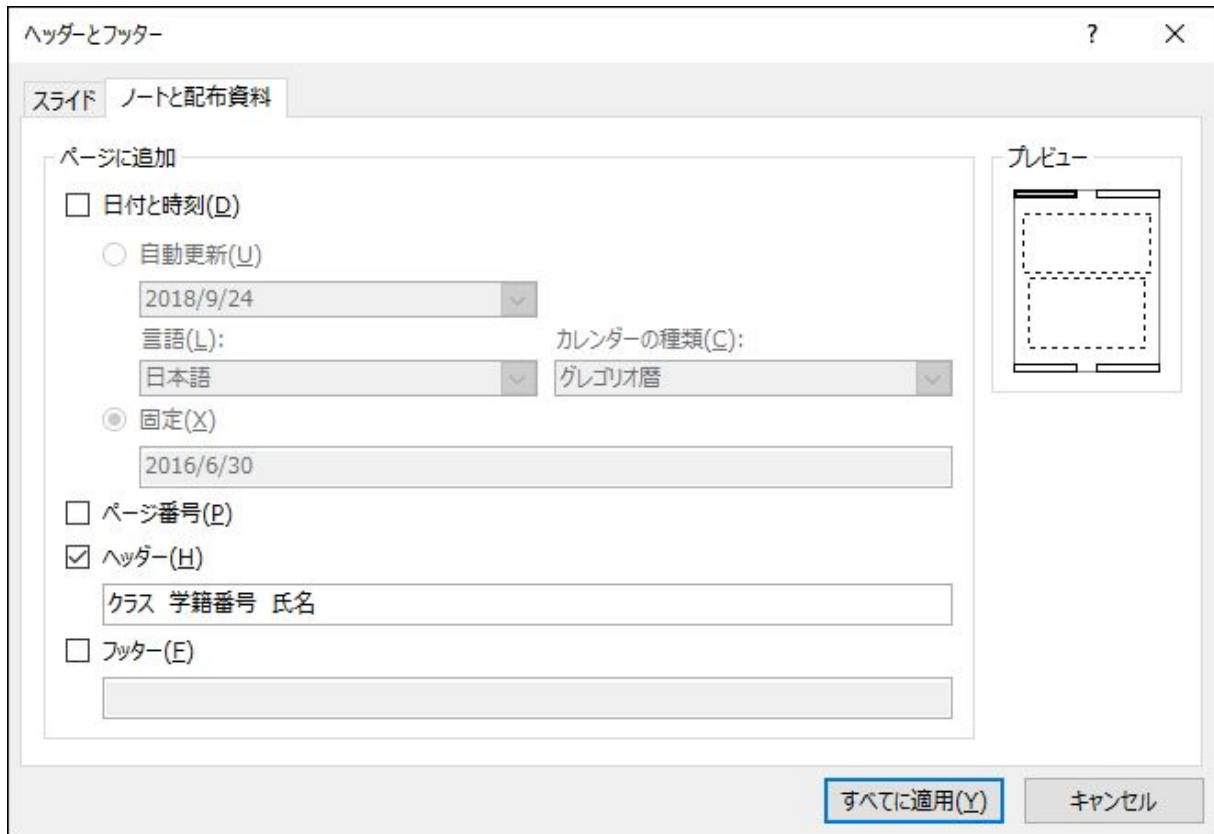 ヘッダーとフッター ?
スライド ノートと配布資料
ページに追加
プレビュー
日付と時刻(D)
自動更新(U)
2018/9/24
言語(L): カレンダーの種類(C):
日本語 グレゴリオ暦
固定(X)
2016/6/30
ページ番号(P)
ヘッダー(H)
クラス 学籍番号 氏名
フッター(F)
すべてに適用(Y) キャンセル